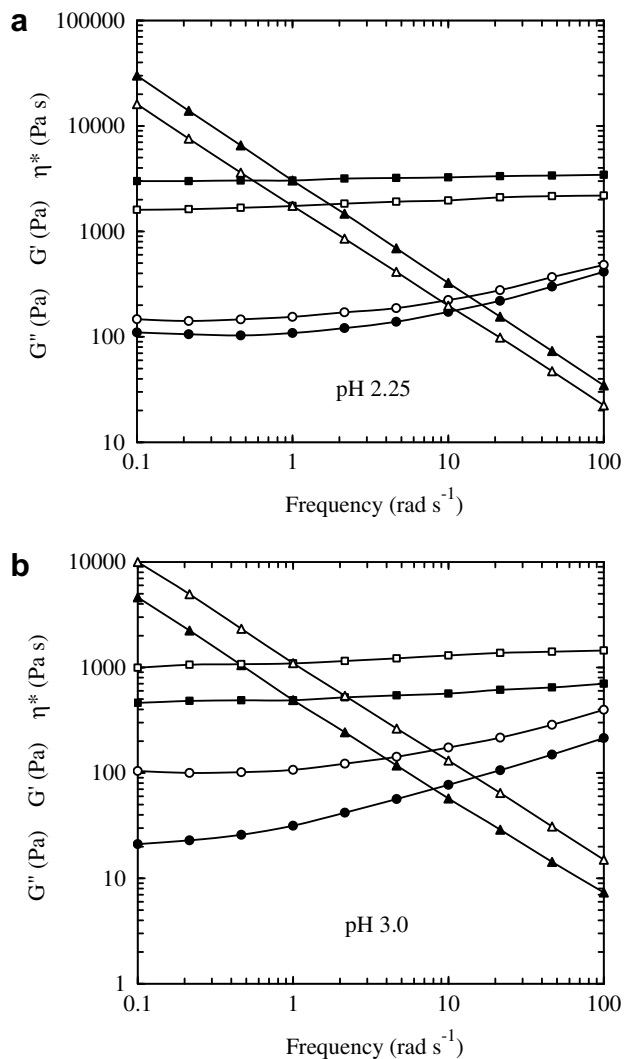 a
100000
10000
1000
100
10
G" (Pa) G' (Pa) η* (Pa s)
pH 2.25
0.1 1 10 100
Frequency (rad s⁻¹)
b
10000
1000
100
10
1
G" (Pa) G' (Pa) η* (Pa s)
pH 3.0
0.1 1 10 100
Frequency (rad s⁻¹)